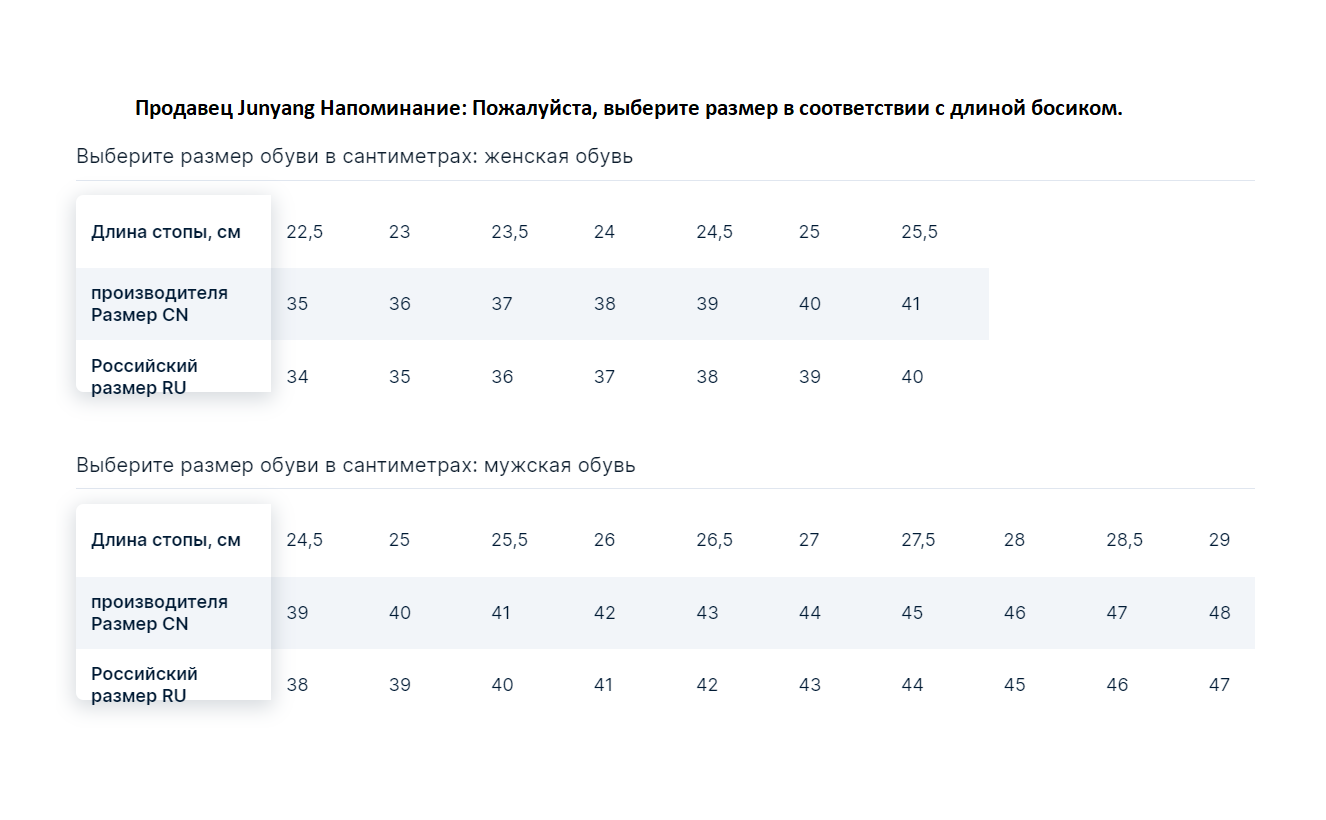 Продавец Junyang Напоминание: Пожалуйста, выберите размер в соответствии с длиной босиком.
Выберите размер обуви в сантиметрах: женская обувь
Длина стопы, см 22,5 23 23,5 24 24,5 25 25,5
производителя
Размер CN 35 36 37 38 39 40 41
Российский
размер RU 34 35 36 37 38 39 40
Выберите размер обуви в сантиметрах: мужская обувь
Длина стопы, см 24,5 25 25,5 26 26,5 27 27,5 28 28,5 29
производителя
Размер CN 39 40 41 42 43 44 45 46 47 48
Российский
размер RU 38 39 40 41 42 43 44 45 46 47